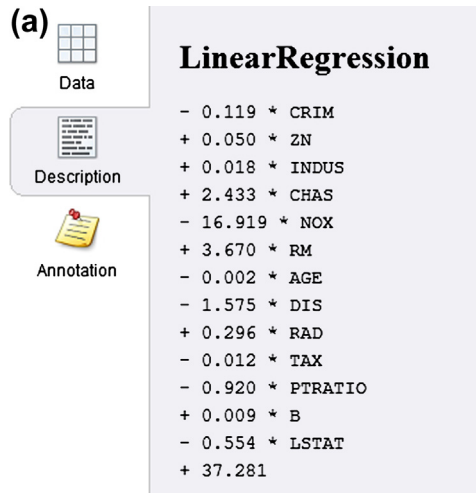 (a)
Data
Description
Annotation
LinearRegression
- 0.119 * CRIM
+ 0.050 * ZN
+ 0.018 * INDUS
+ 2.433 * CHAS
- 16.919 * NOX
+ 3.670 * RM
- 0.002 * AGE
- 1.575 * DIS
+ 0.296 * RAD
- 0.012 * TAX
- 0.920 * PTRATIO
+ 0.009 * B
- 0.554 * LSTAT
+ 37.281